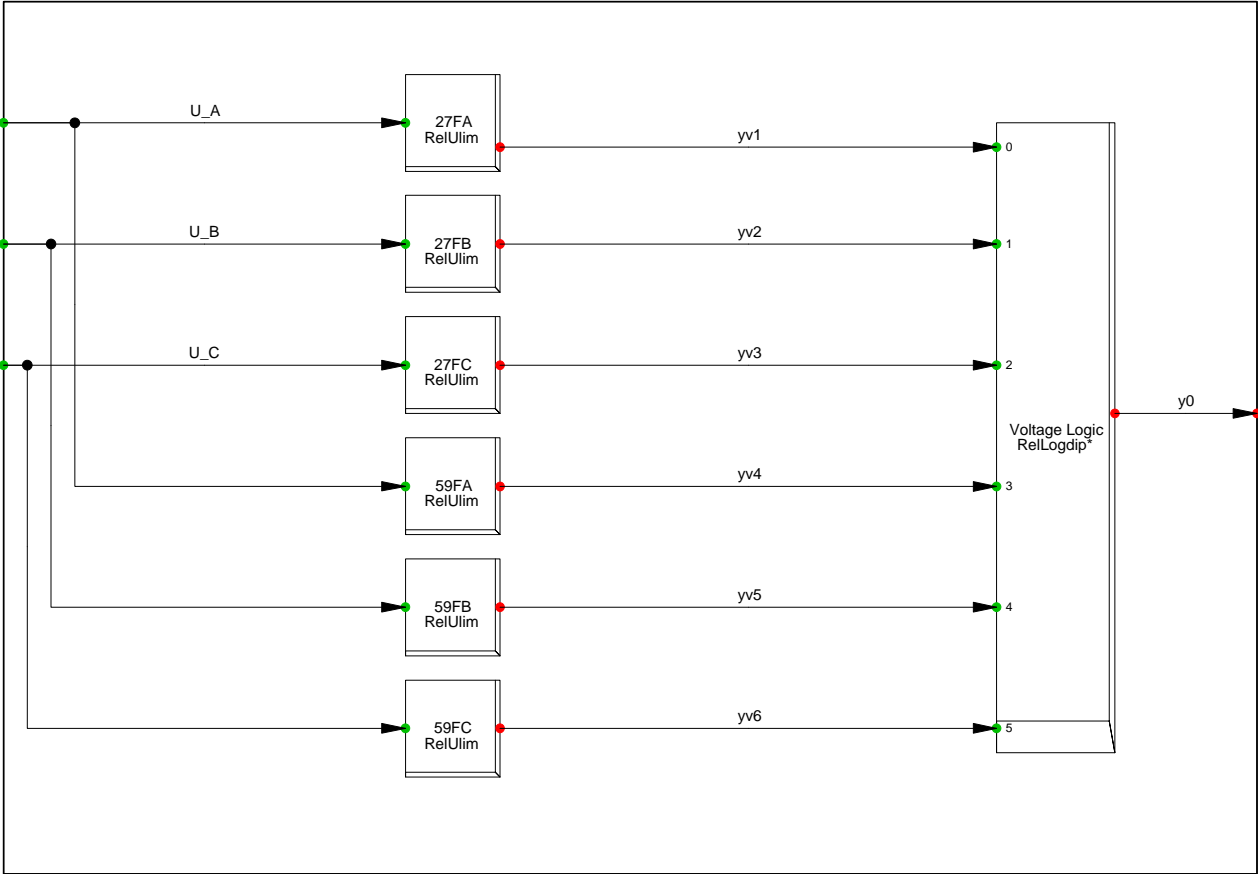 U_A
27FA
RelUlim
yv1
0
U_B
27FB
RelUlim
yv2
1
U_C
27FC
RelUlim
yv3
2
y0
Voltage Logic
RelLogdip*
59FA
RelUlim
yv4
3
59FB
RelUlim
yv5
4
59FC
RelUlim
yv6
5